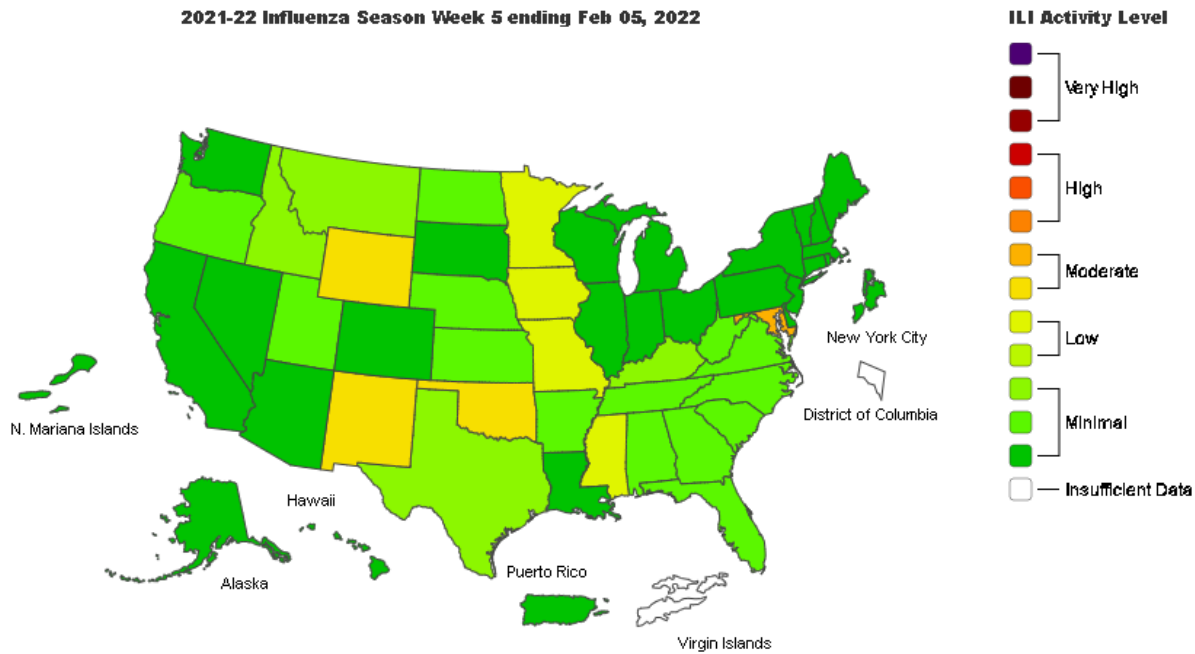 2021-22 Influenza Season Week 5 ending Feb 05, 2022
ILI Activity Level
Very High
High
Moderate
Low
Minimal
Insufficient Data
New York City
District of Columbia
N. Mariana Islands
Hawaii
Alaska
Puerto Rico
Virgin Islands